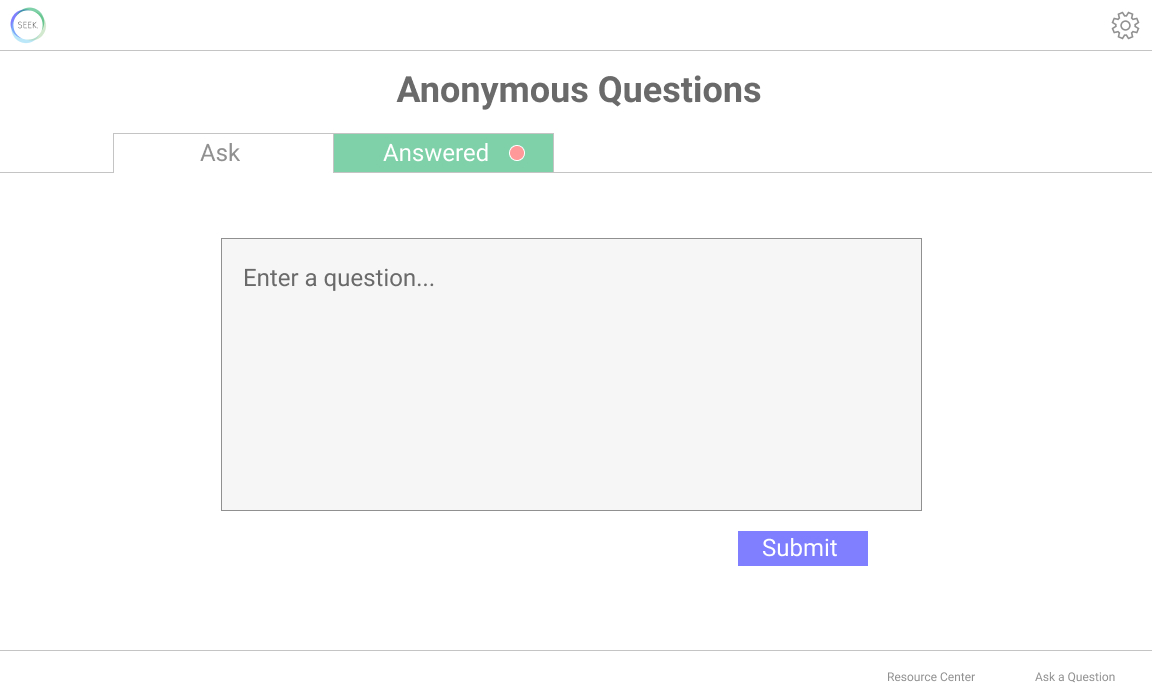 SEEK.
Anonymous Questions
Ask
Answered
Enter a question...
Submit
Resource Center
Ask a Question